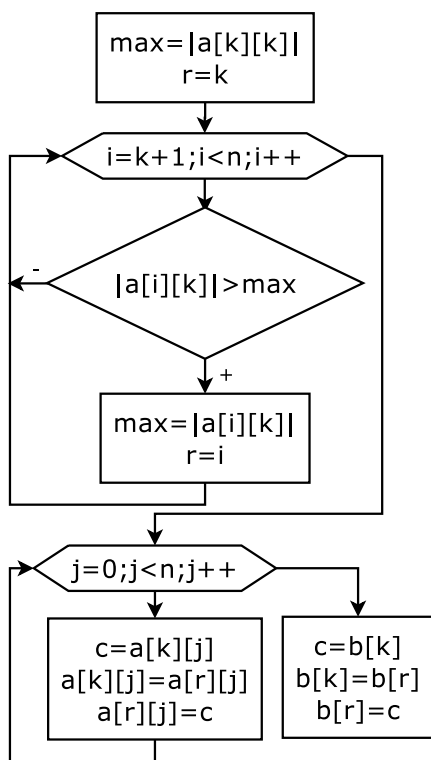 max=|a[k][k]|
r=k
i=k+1;i<n;i++
|a[i][k]|>max
-
+
max=|a[i][k]|
r=i
j=0;j<n;j++
c=a[k][j]
a[k][j]=a[r][j]
a[r][j]=c
c=b[k]
b[k]=b[r]
b[r]=c